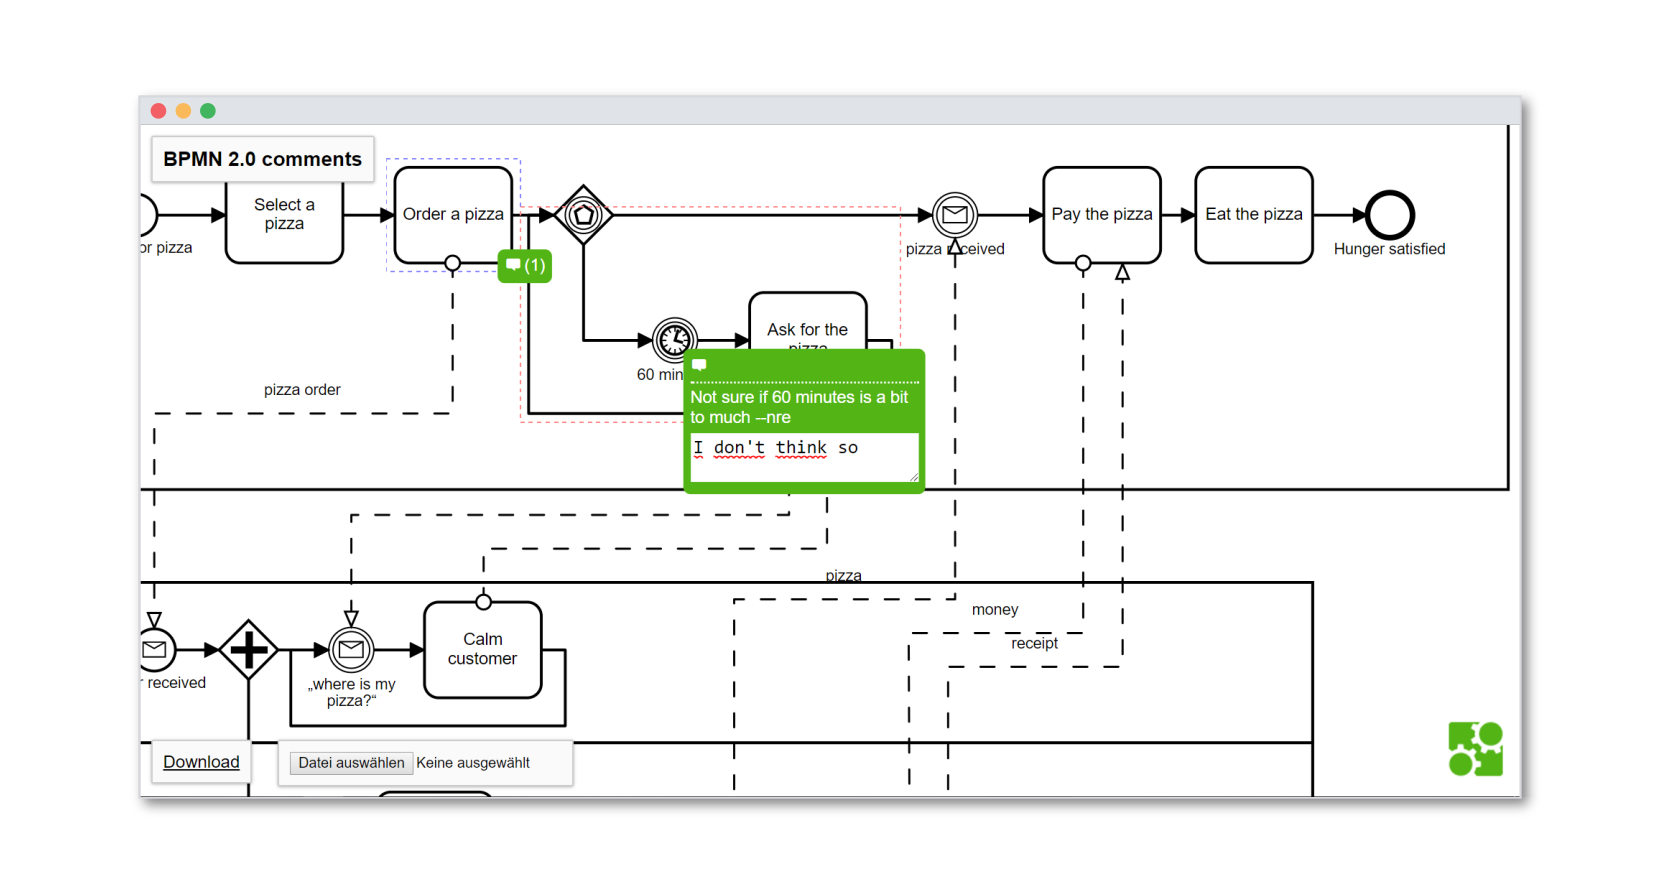 BPMN 2.0 comments
Select a
pizza
Order a pizza
Pay the pizza
Eat the pizza
or pizza
pizza received
Hunger satisfied
(1)
Ask for the
pizza
60 min
pizza order
Not sure if 60 minutes is a bit
to much --nre
I don't think so
pizza
money
receipt
Calm
customer
received
„where is my
pizza?“
Download
Datei auswählen Keine ausgewählt